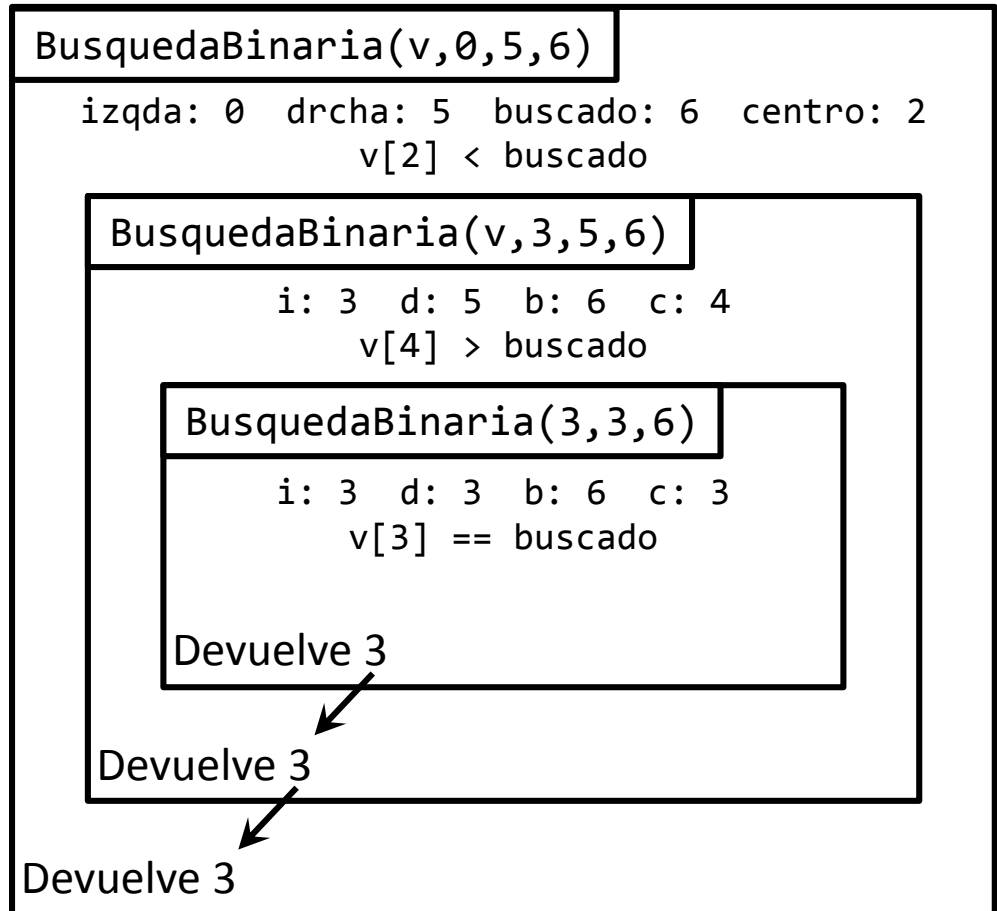 BusquedaBinaria(v,0,5,6)
izqda: 0 drcha: 5 buscado: 6 centro: 2
v[2] < buscado
BusquedaBinaria(v,3,5,6)
i: 3 d: 5 b: 6 c: 4
v[4] > buscado
BusquedaBinaria(3,3,6)
i: 3 d: 3 b: 6 c: 3
v[3] == buscado
Devuelve 3
Devuelve 3
Devuelve 3